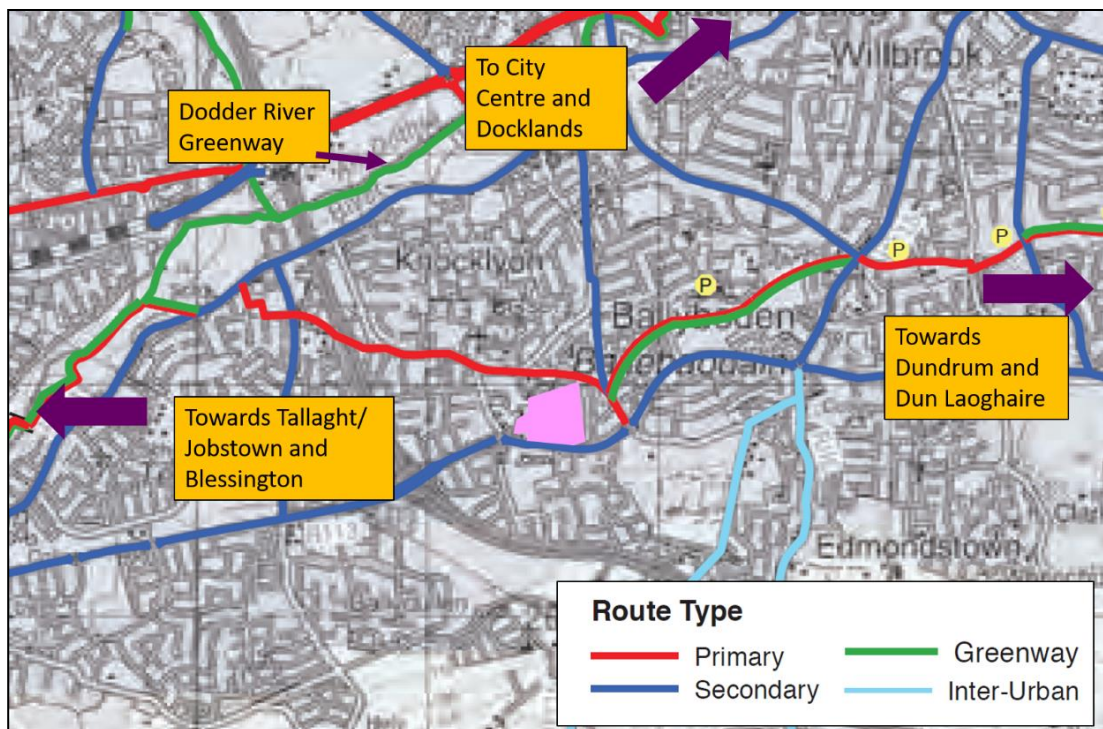 Willbrook
To City
Centre and
Docklands
Dodder River
Greenway
Knocklyon
P
P
P
Towards
Dundrum and
Dun Laoghaire
Towards Tallaght/
Jobstown and
Blessington
Edmondstown
Route Type
Primary
Greenway
Secondary
Inter-Urban